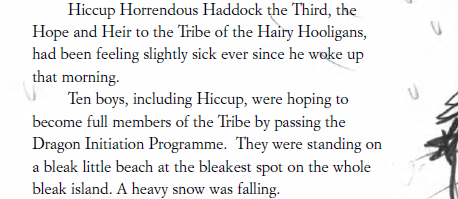 Hiccup Horrendous Haddock the Third, the
Hope and Heir to the Tribe of the Hairy Hooligans,
had been feeling slightly sick ever since he woke up
that morning.
Ten boys, including Hiccup, were hoping to
become full members of the Tribe by passing the
Dragon Initiation Programme.  They were standing on
a bleak little beach at the bleakest spot on the whole
bleak island. A heavy snow was falling.